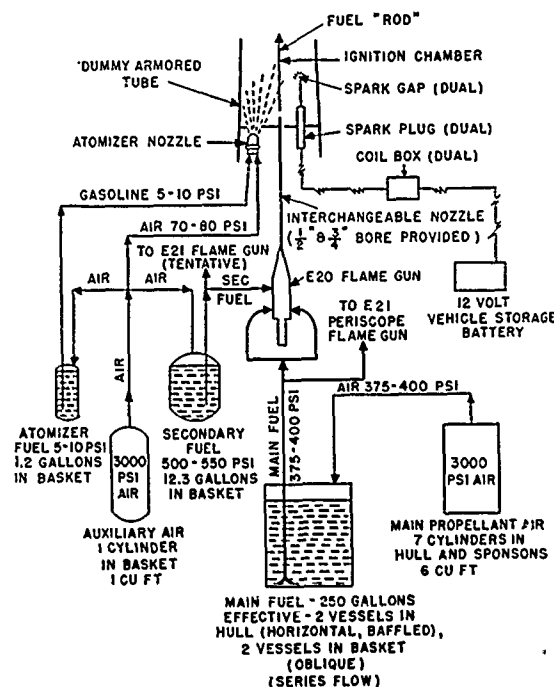 FUEL "ROD"
IGNITION CHAMBER
"DUMMY ARMORED
TUBE
SPARK GAP (DUAL)
SPARK PLUG (DUAL)
ATOMIZER NOZZLE
COIL BOX (DUAL)
GASOLINE 5-10 PSI
AIR 70-80 PSI
INTERCHANGEABLE NOZZLE
(1/2" & 3/4" BORE PROVIDED)
TO E21 FLAME GUN
(TENTATIVE)
AIR
AIR
SEC
FUEL
E20 FLAME GUN
12 VOLT
VEHICLE STORAGE
BATTERY
TO E21
PERISCOPE
FLAME GUN
AIR
AIR 375-400 PSI
MAIN FUEL
375-400 PSI
ATOMIZER
FUEL 5-10 PSI
1.2 GALLONS
IN BASKET
3000
PSI
AIR
SECONDARY
FUEL
500-550 PSI
12.3 GALLONS
IN BASKET
3000
PSI AIR
AUXILIARY AIR
1 CYLINDER
IN BASKET
1 CU FT
MAIN PROPELLANT AIR
7 CYLINDERS IN
HULL AND SPONSONS
6 CU FT
MAIN FUEL - 250 GALLONS
EFFECTIVE - 2 VESSELS IN
HULL (HORIZONTAL, BAFFLED),
2 VESSELS IN BASKET
(OBLIQUE)
(SERIES FLOW)